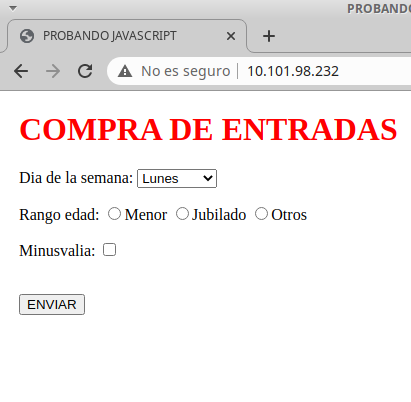 PROBANDO
PROBANDO JAVASCRIPT
No es seguro 10.101.98.232
COMPRA DE ENTRADAS
Dia de la semana: Lunes
Rango edad: Menor Jubilado Otros
Minusvalia:
ENVIAR